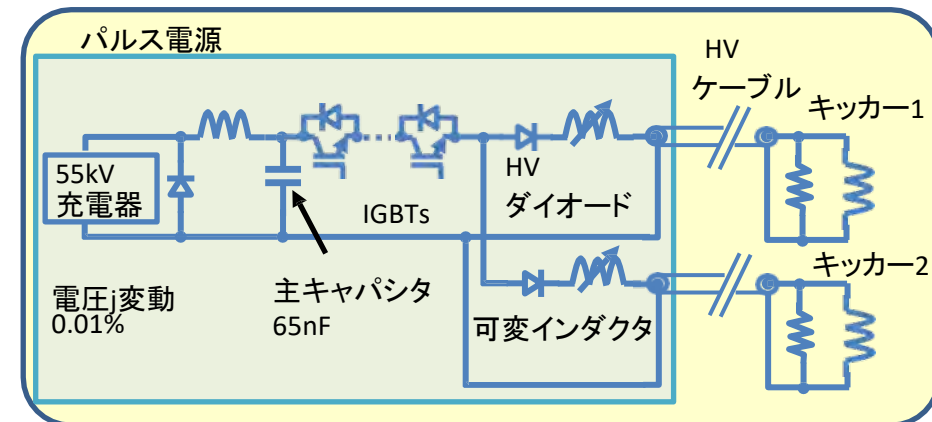 パルス電源
HV
ケーブル
キッカー1
55kV
充電器
HV
ダイオード
IGBTs
キッカー2
電圧j変動
0.01%
主キャパシタ
65nF
可変インダクタ